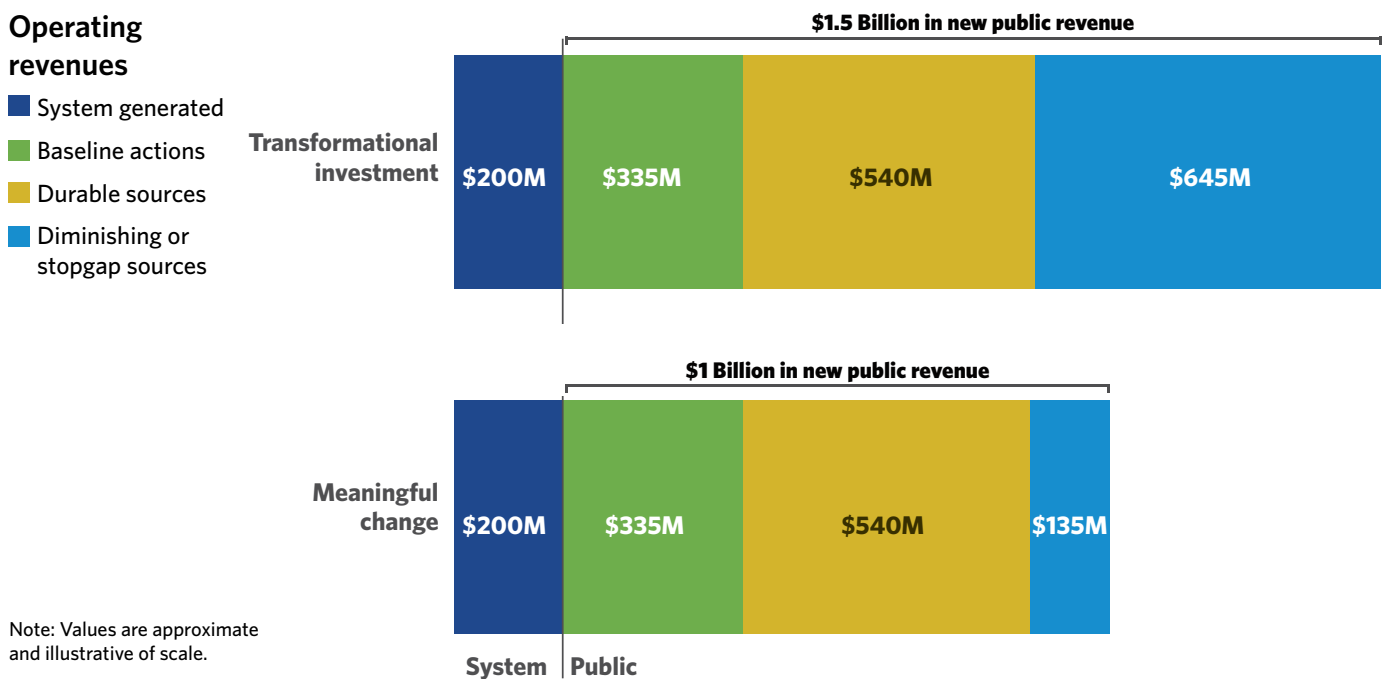 Operating
revenues
System generated
Baseline actions
Durable sources
Diminishing or
stopgap sources
$1.5 Billion in new public revenue
Transformational
investment
$200M
$335M
$540M
$645M
$1 Billion in new public revenue
Meaningful
change
$200M
$335M
$540M
$135M
Note: Values are approximate
and illustrative of scale.
System
Public